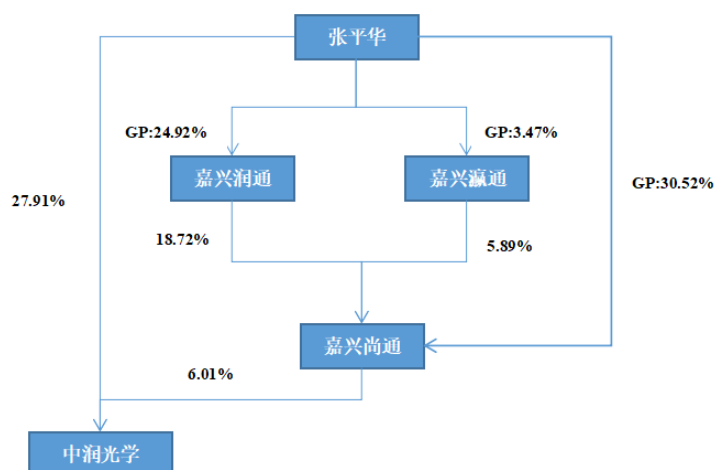 张平华
GP:24.92%
GP:3.47%
嘉兴润通
嘉兴瀛通
GP:30.52%
27.91%
18.72%
5.89%
嘉兴尚通
6.01%
中润光学